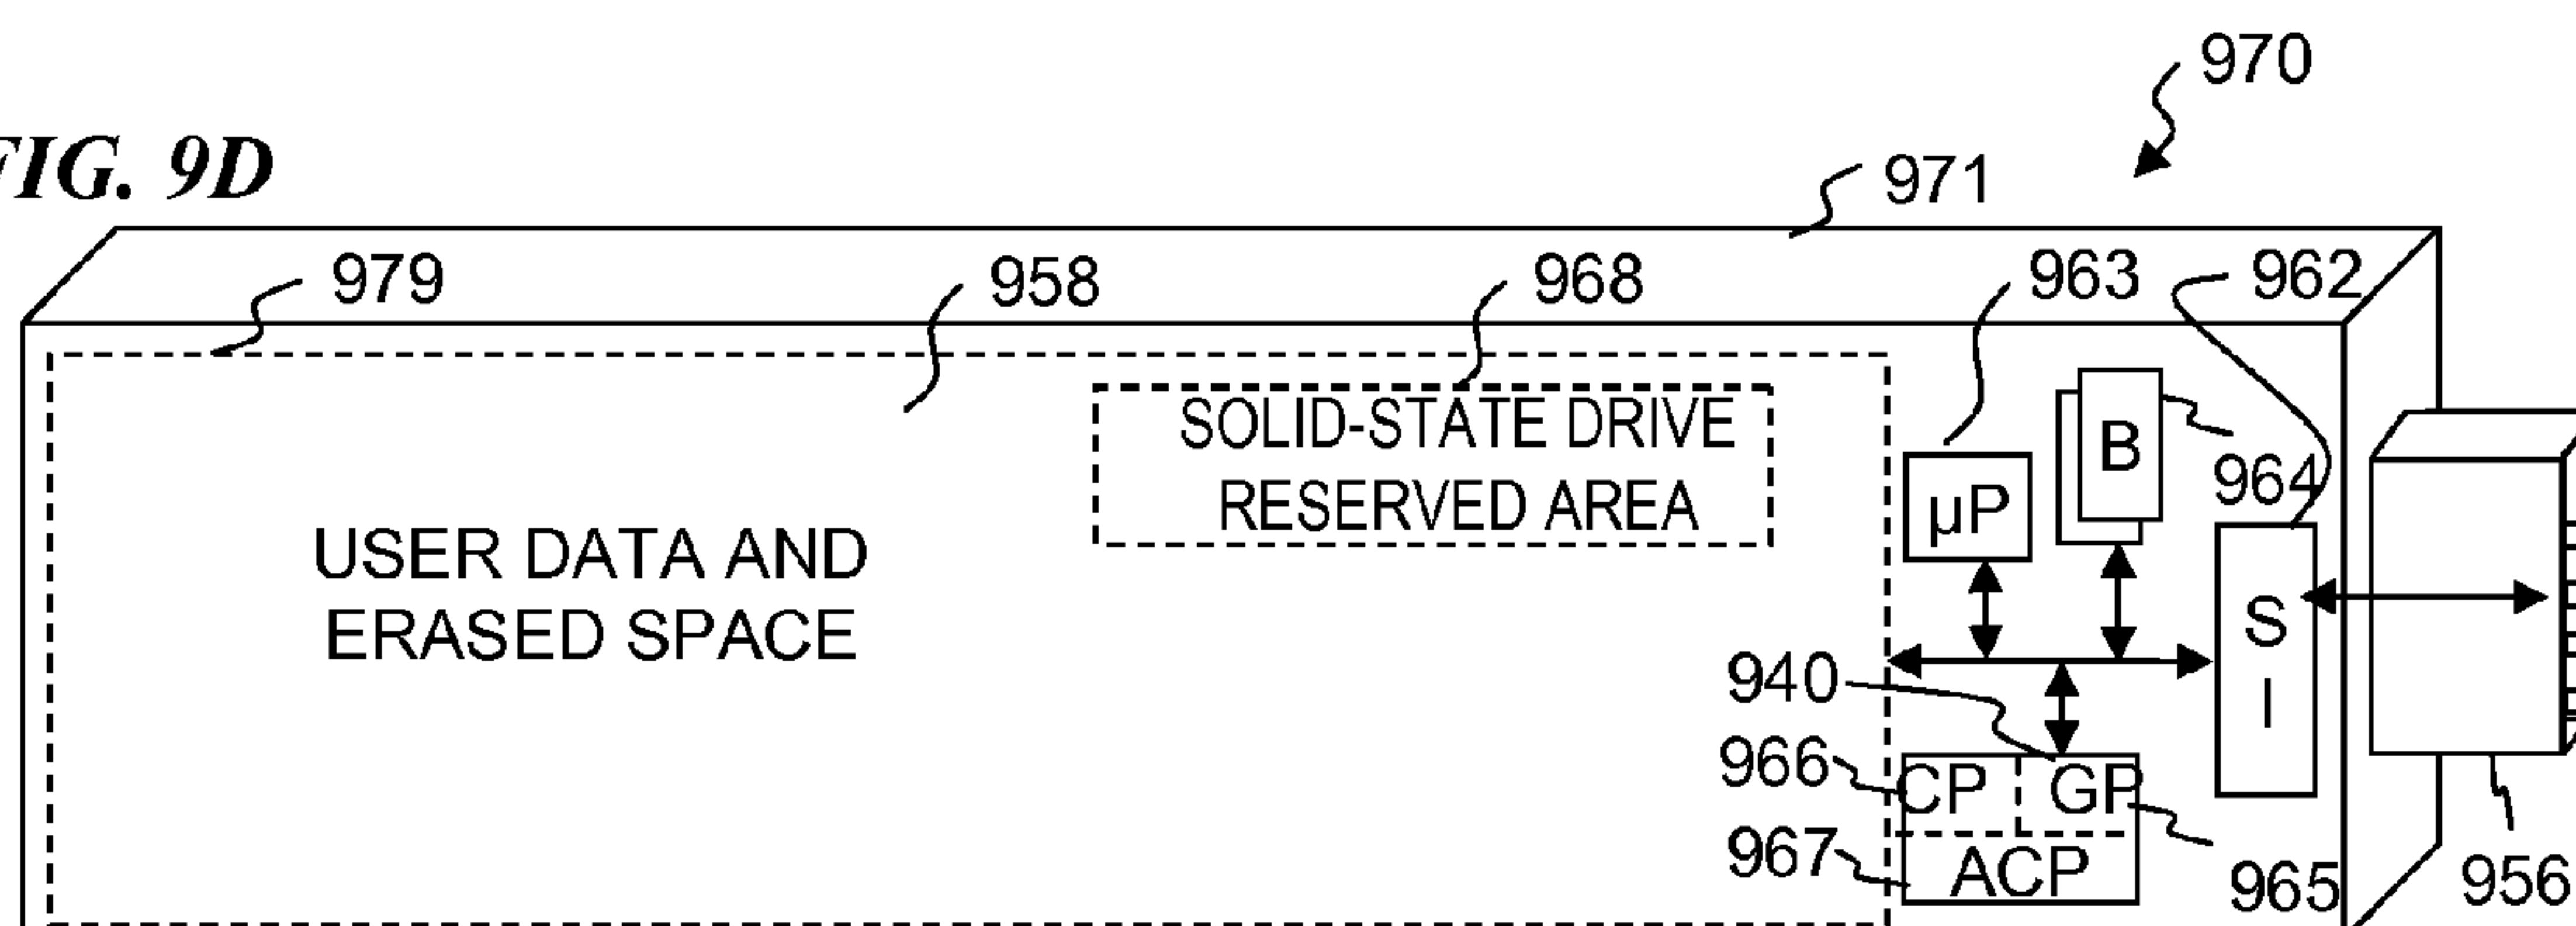 970
FIG. 9D
971
979
958
968
963
962
SOLID-STATE DRIVE
RESERVED AREA
B
964
µP
USER DATA AND
ERASED SPACE
S
I
940
966
CP
GP
967
ACP
965
956